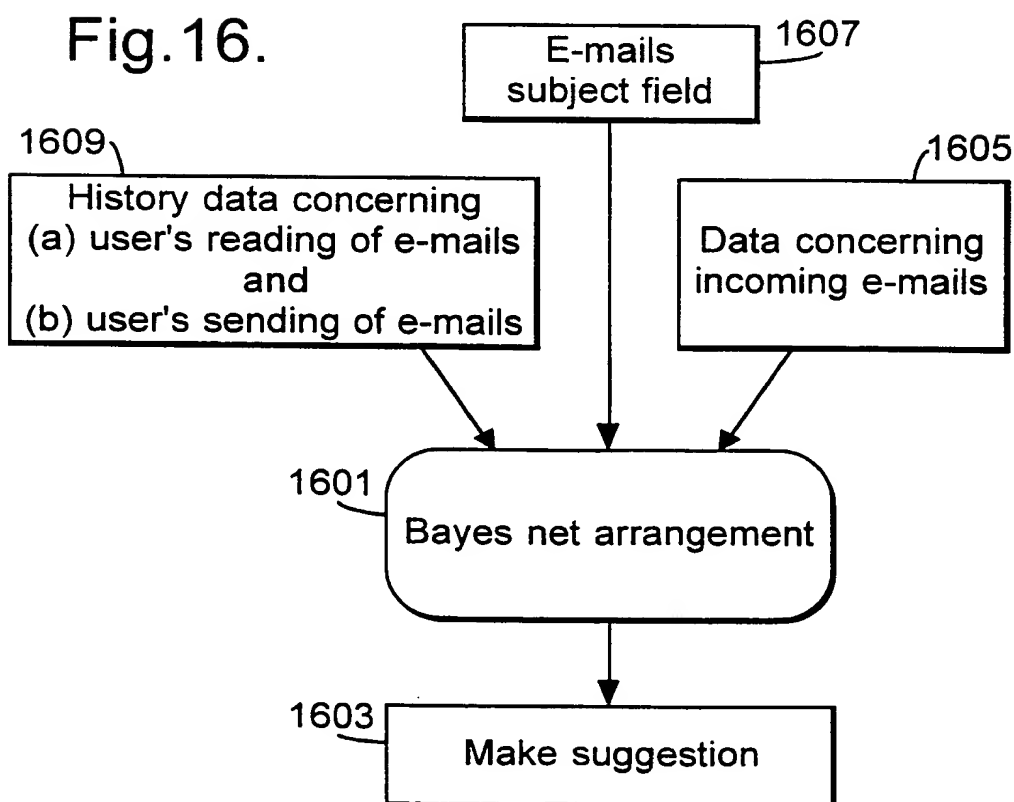 Fig.16.
1607
E-mails
subject field
1609
History data concerning
(a) user's reading of e-mails
and
(b) user's sending of e-mails
1605
Data concerning
incoming e-mails
1601
Bayes net arrangement
1603
Make suggestion